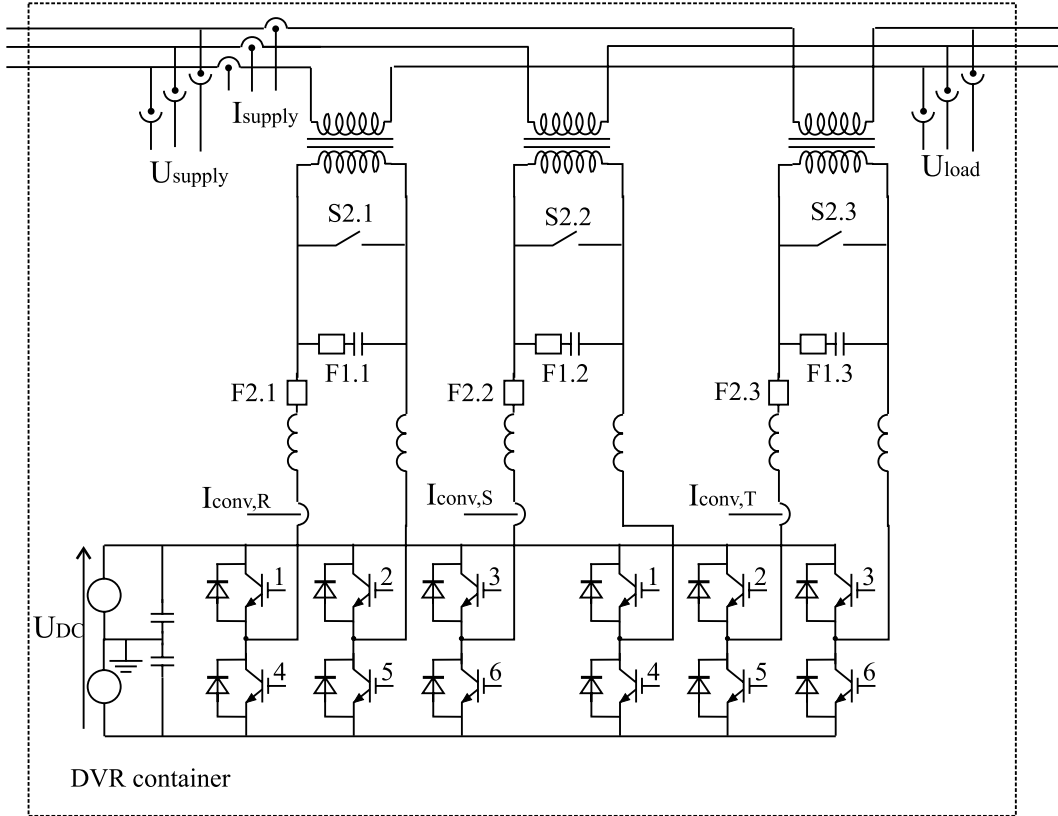 Isupply
Usupply
Uload
S2.1
S2.2
S2.3
F1.1
F1.2
F1.3
F2.1
F2.2
F2.3
Iconv,R
Iconv,S
Iconv,T
1
2
3
1
2
3
UDC
4
5
6
4
5
6
DVR container